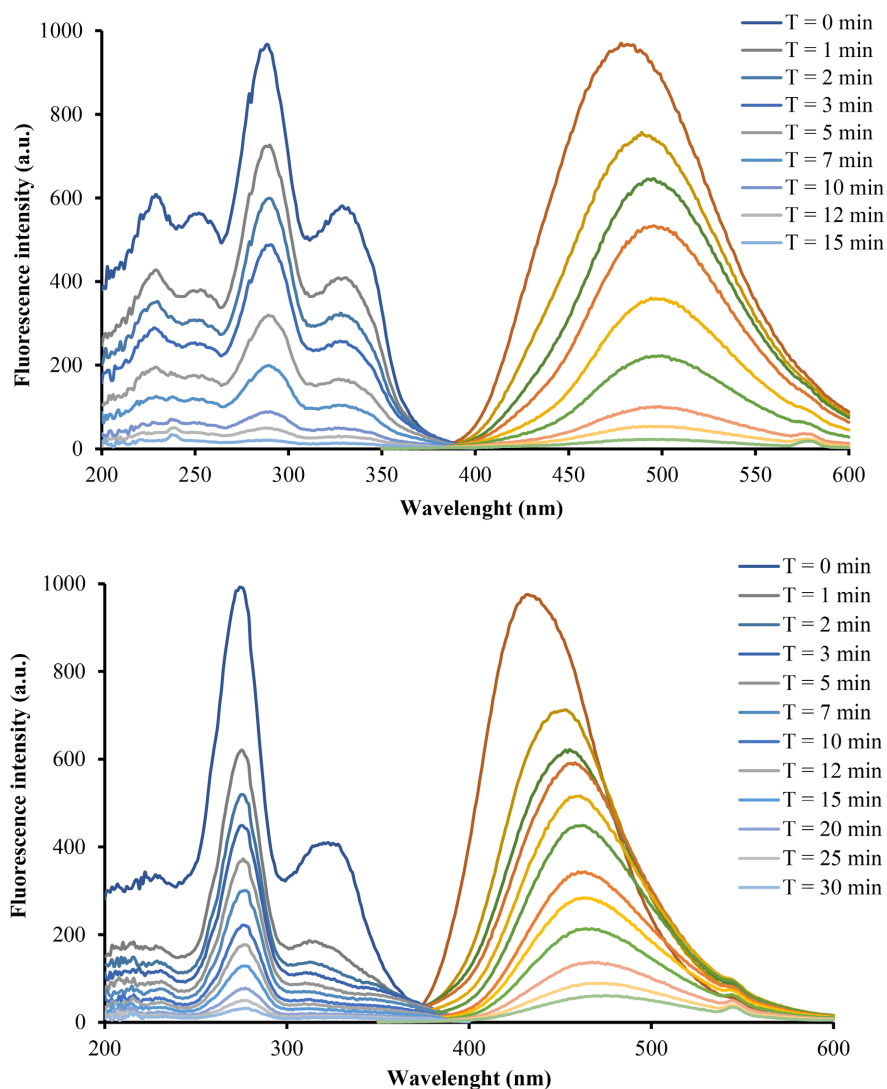 1000
800
600
400
200
0
Fluorescence intensity (a.u.)
200 250 300 350 400 450 500 550 600
Wavelenght (nm)
T = 0 min
T = 1 min
T = 2 min
T = 3 min
T = 5 min
T = 7 min
T = 10 min
T = 12 min
T = 15 min
1000
800
600
400
200
0
Fluorescence intensity (a.u.)
200 300 400 500 600
Wavelenght (nm)
T = 0 min
T = 1 min
T = 2 min
T = 3 min
T = 5 min
T = 7 min
T = 10 min
T = 12 min
T = 15 min
T = 20 min
T = 25 min
T = 30 min